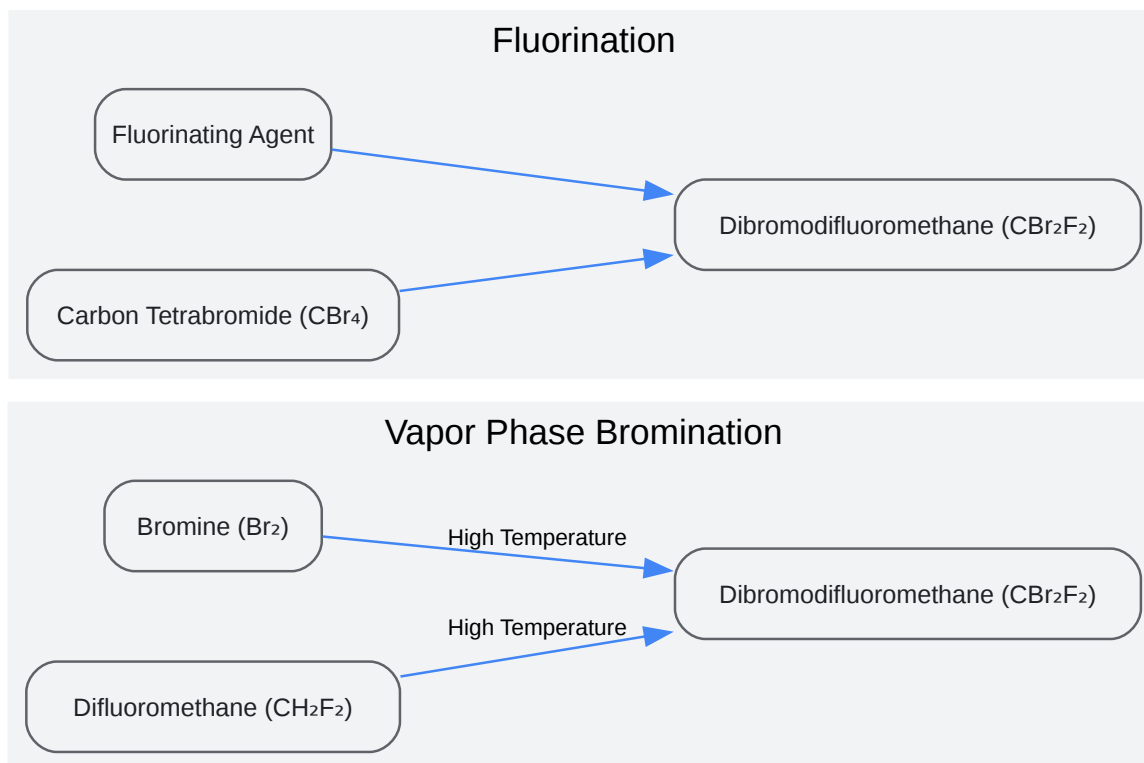 Fluorination
Fluorinating Agent
Dibromodifluoromethane (CBr₂F₂)
Carbon Tetrabromide (CBr₄)
Vapor Phase Bromination
Bromine (Br₂)
High Temperature
Dibromodifluoromethane (CBr₂F₂)
High Temperature
Difluoromethane (CH₂F₂)